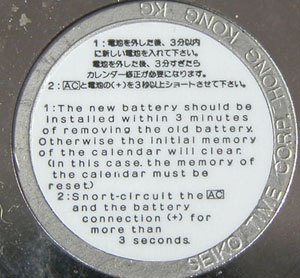 1:電池を外した後、3分以内
に新しい電池を入れて下さい。
電池を外した後、3分すぎたら
カレンダー修正が必要になります。
2:ACと電池の(+)を3秒以上ショートさせて下さい。
1:The new battery should be
installed within 3 minutes
of removing the old battery.
Otherwise the initial memory
of the calendar will clear.
(In this case, the memory of
the calendar must be
reset.)
2:Snort-circuit the AC
and the battery
connection (+) for
more than
3 seconds.
SEIKO TIME CORP. HONG KONG KG